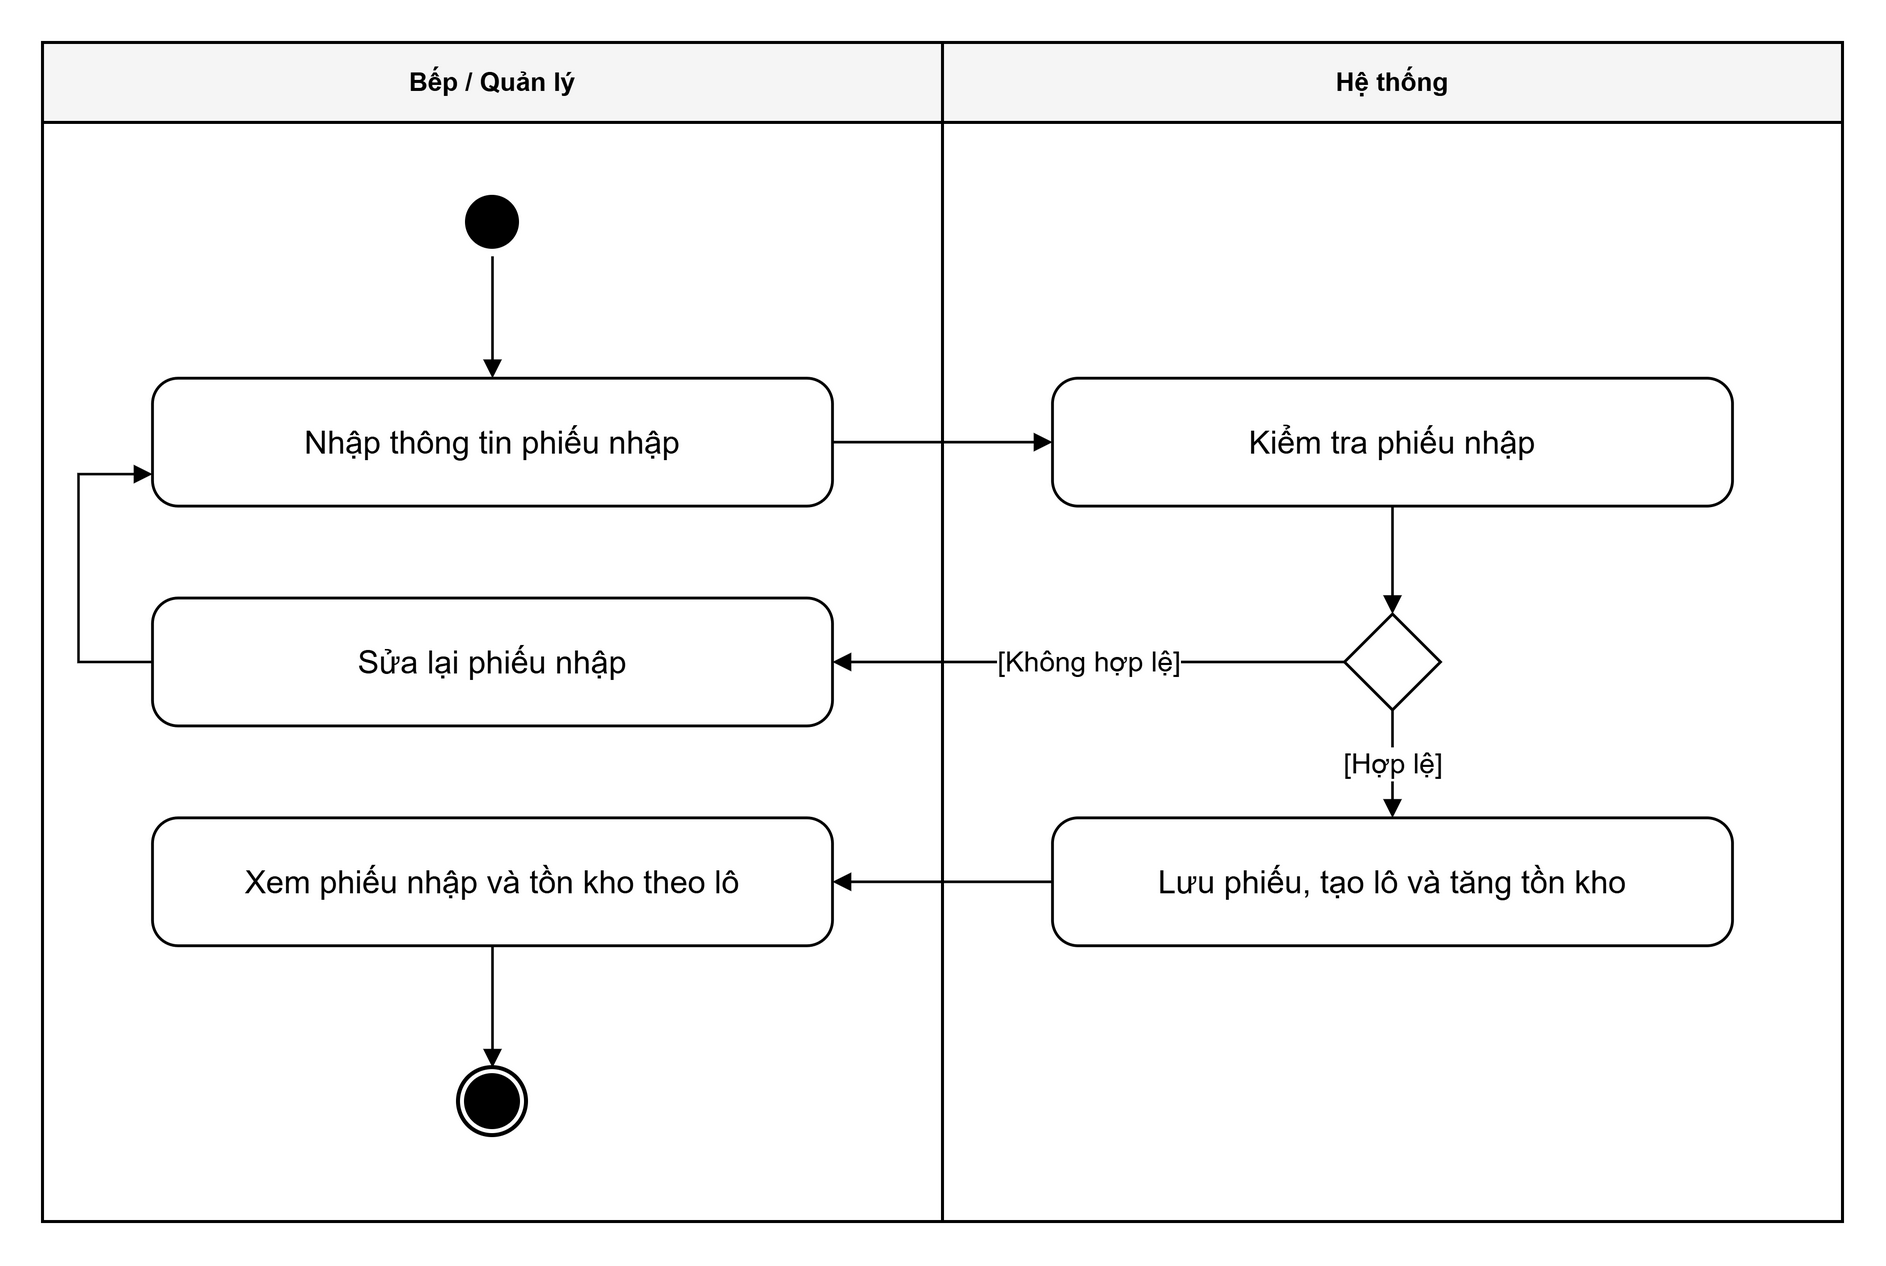 Bếp / Quản lý
Hệ thống
Nhập thông tin phiếu nhập
Kiểm tra phiếu nhập
Sửa lại phiếu nhập
[Không hợp lệ]
[Hợp lệ]
Xem phiếu nhập và tồn kho theo lô
Lưu phiếu, tạo lô và tăng tồn kho